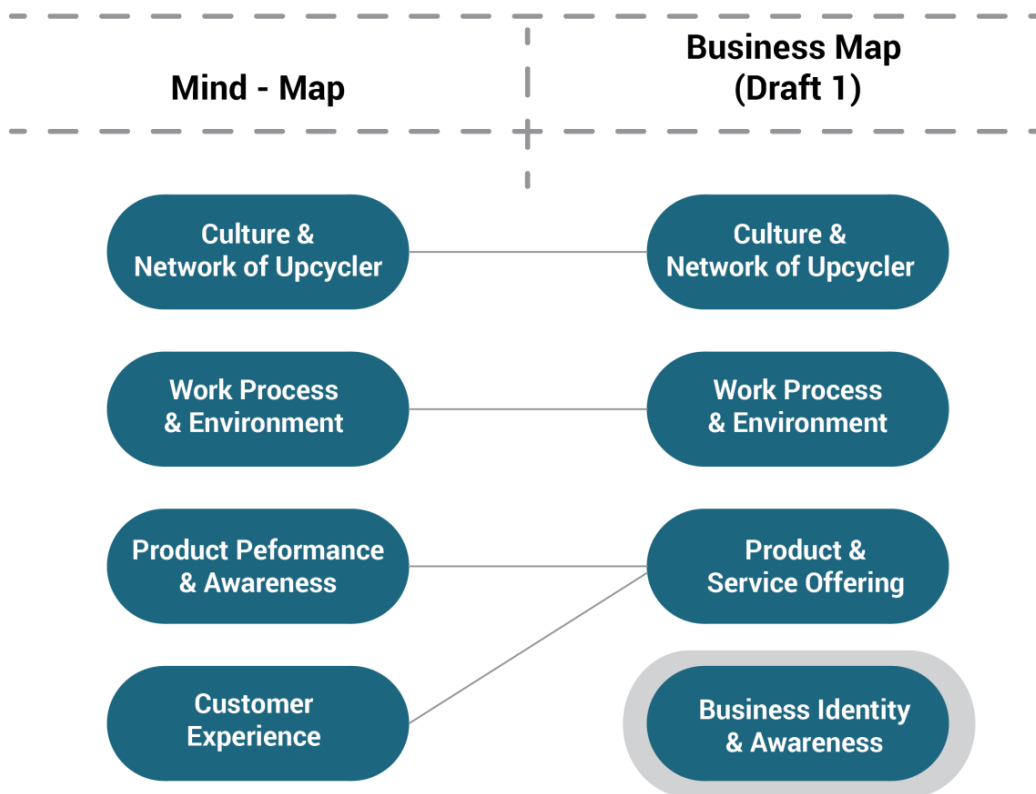 Mind - Map
Business Map
(Draft 1)
Culture &
Network of Upcycler
Culture &
Network of Upcycler
Work Process
& Environment
Work Process
& Environment
Product Peformance
& Awareness
Product &
Service Offering
Customer
Experience
Business Identity
& Awareness